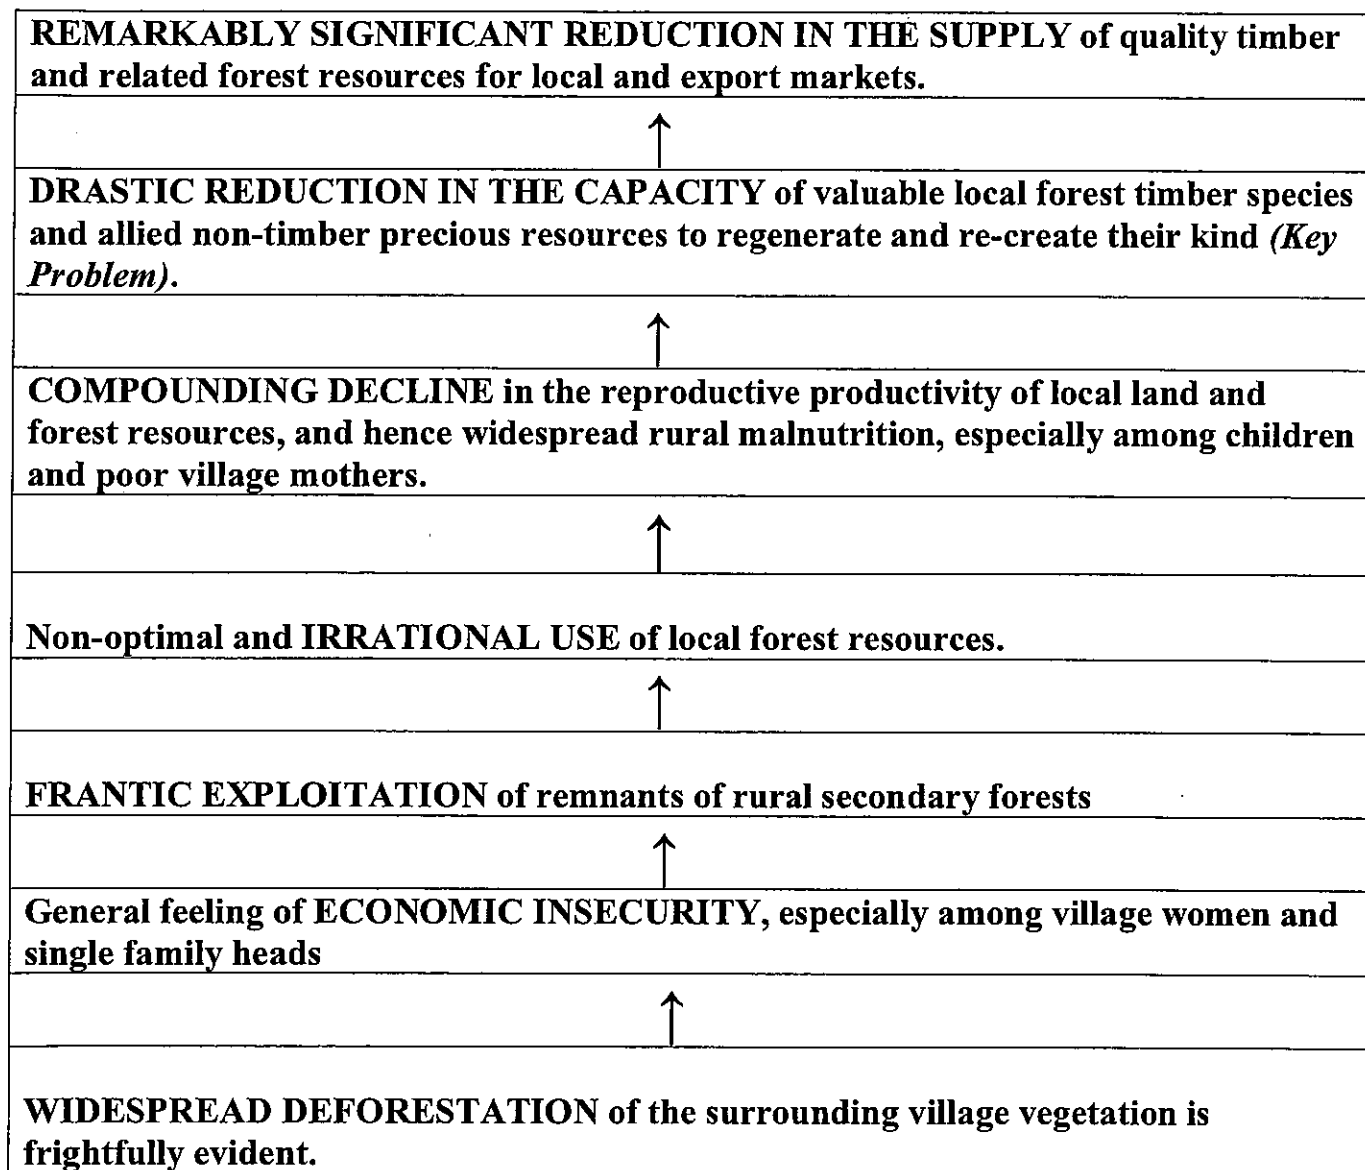 REMARKABLY SIGNIFICANT REDUCTION IN THE SUPPLY of quality timber
and related forest resources for local and export markets.
↑
DRASTIC REDUCTION IN THE CAPACITY of valuable local forest timber species
and allied non-timber precious resources to regenerate and re-create their kind (Key
Problem).
↑
COMPOUNDING DECLINE in the reproductive productivity of local land and
forest resources, and hence widespread rural malnutrition, especially among children
and poor village mothers.
↑
Non-optimal and IRRATIONAL USE of local forest resources.
↑
FRANTIC EXPLOITATION of remnants of rural secondary forests
↑
General feeling of ECONOMIC INSECURITY, especially among village women and
single family heads
↑
WIDESPREAD DEFORESTATION of the surrounding village vegetation is
frightfully evident.